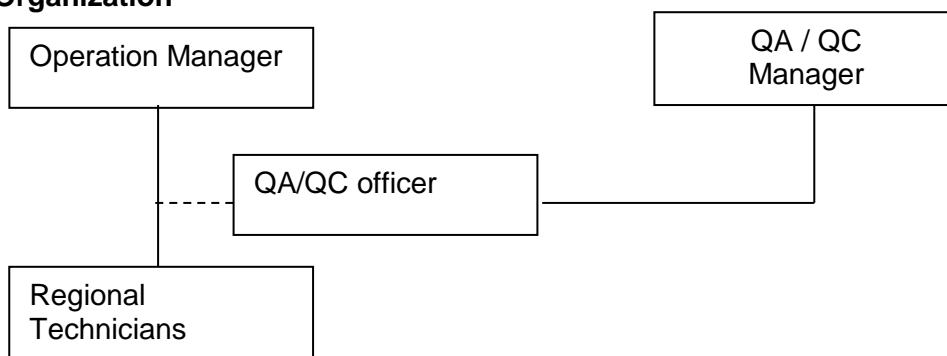 Organization
Operation Manager
QA / QC
Manager
QA/QC officer
Regional
Technicians